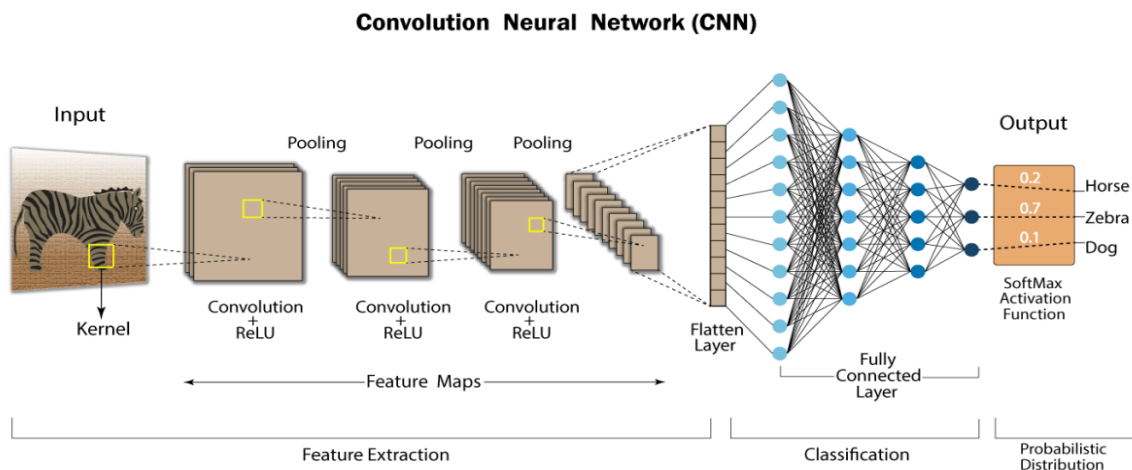 Convolution Neural Network (CNN)
Input
Output
Pooling
Pooling
Pooling
0.2
Horse
0.7
Zebra
0.1
Dog
Kernel
Convolution
+
ReLU
Convolution
+
ReLU
Convolution
+
ReLU
Flatten
Layer
SoftMax
Activation
Function
Feature Maps
Fully
Connected
Layer
Feature Extraction
Classification
Probabilistic
Distribution